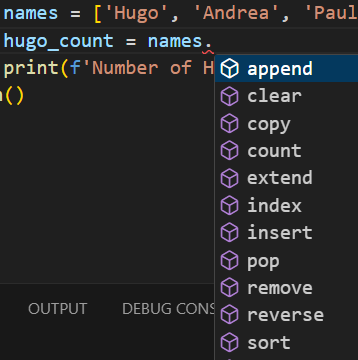 names = ['Hugo', 'Andrea', 'Paul
hugo_count = names.
print(f'Number of H
()
append
clear
copy
count
extend
index
insert
pop
remove
reverse
sort
OUTPUT
DEBUG CONS